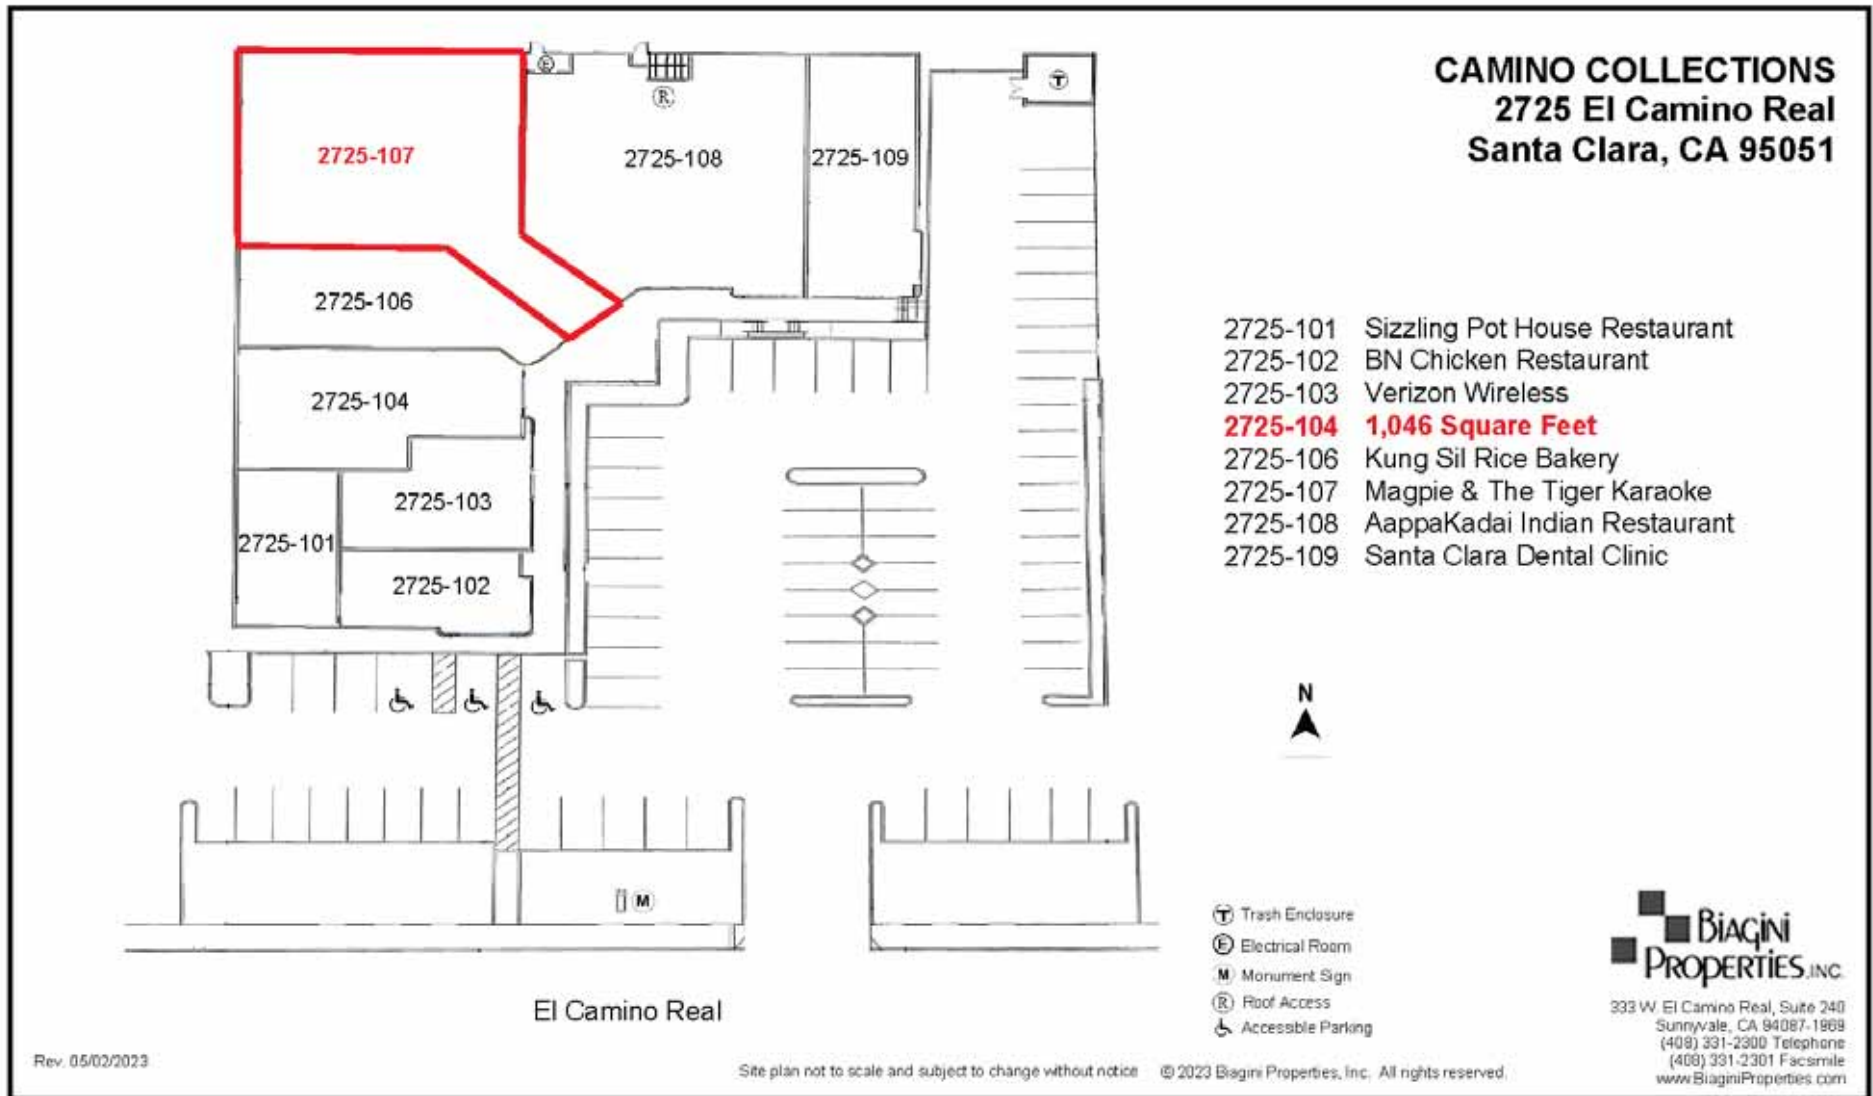 CAMINO COLLECTIONS
2725 El Camino Real
Santa Clara, CA 95051
E
T
R
2725-107
2725-108
2725-109
2725-106
2725-104
2725-103
2725-101
2725-102
2725-101 Sizzling Pot House Restaurant
2725-102 BN Chicken Restaurant
2725-103 Verizon Wireless
2725-104 1,046 Square Feet
2725-106 Kung Sil Rice Bakery
2725-107 Magpie & The Tiger Karaoke
2725-108 AappaKadai Indian Restaurant
2725-109 Santa Clara Dental Clinic
N
M
El Camino Real
T Trash Enclosure
E Electrical Room
M Monument Sign
R Roof Access
Accessible Parking
BIAGINI
PROPERTIES, INC.
333 W. El Camino Real, Suite 240
Sunnyvale, CA 94087-1969
(408) 331-2300 Telephone
(408) 331-2301 Facsimile
www.BiaginiProperties.com
Rev. 05/02/2023
Site plan not to scale and subject to change without notice © 2023 Biagini Properties, Inc. All rights reserved.